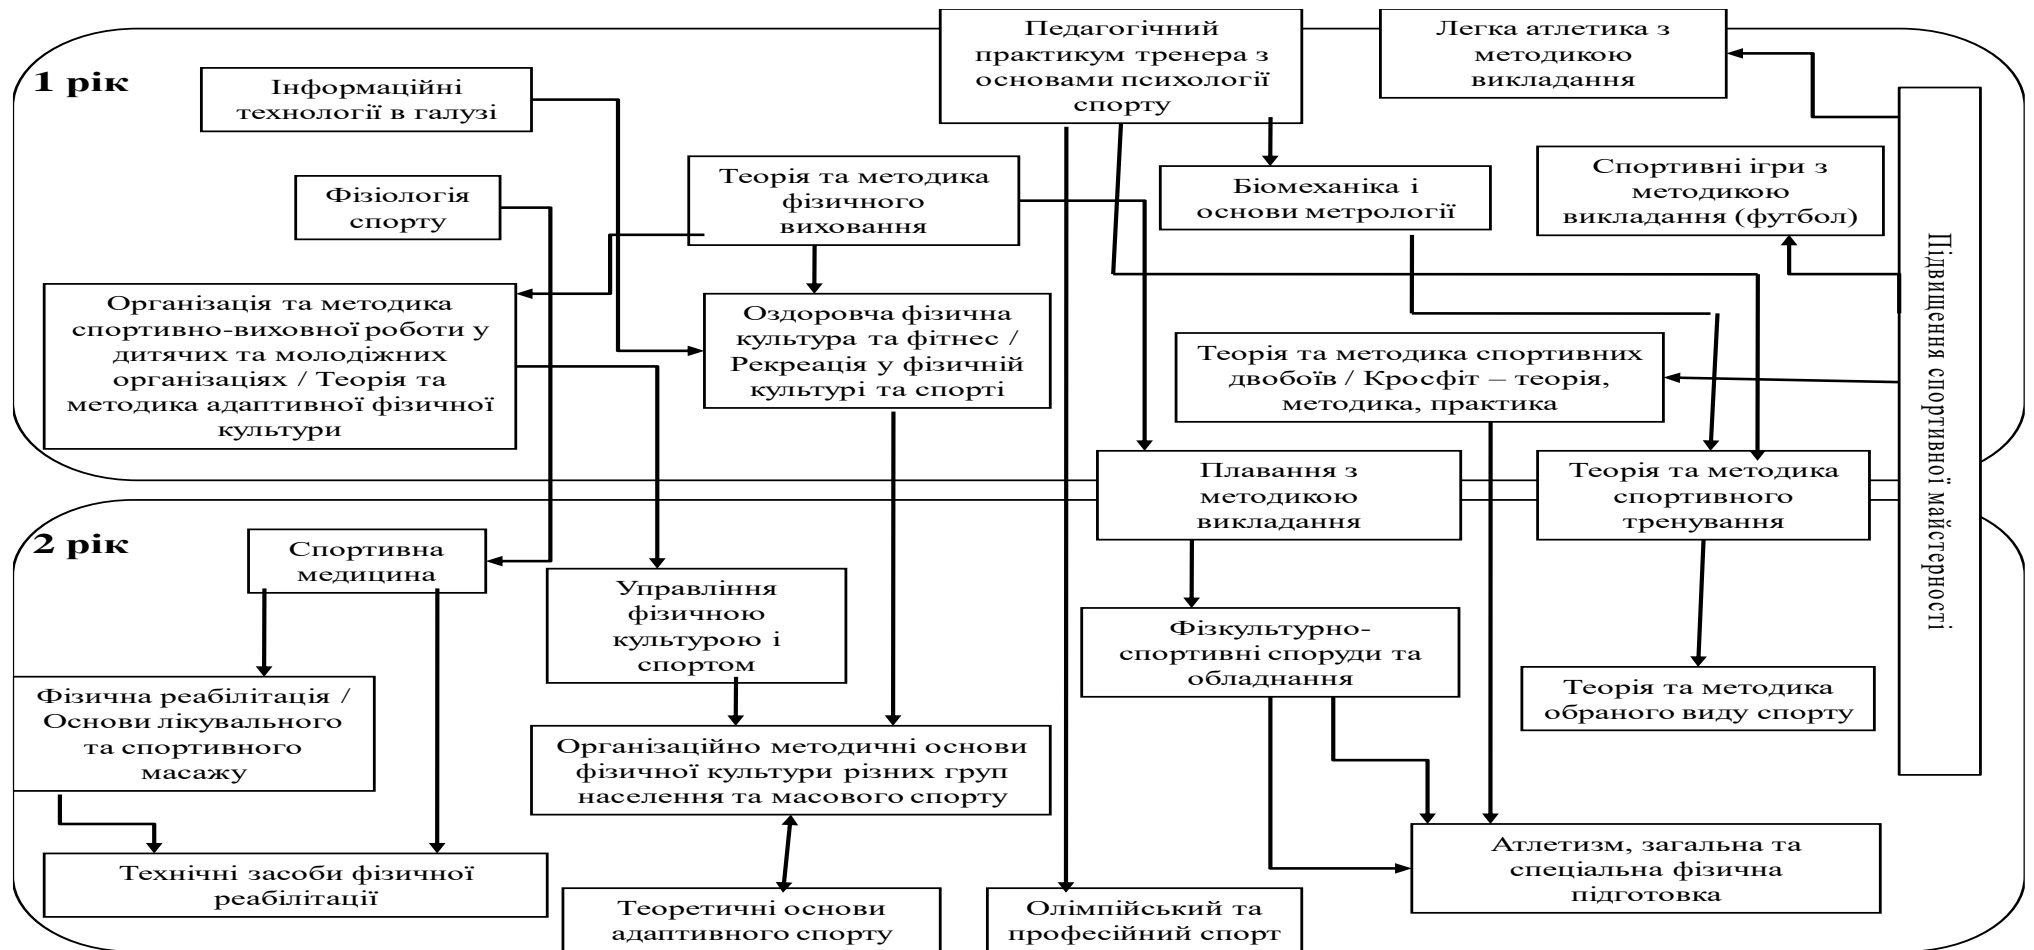 1 рік
Інформаційні
технології в галузі
Фізіологія
спорту
Педагогічний
практикум тренера з
основами психології
спорту
Легка атлетика з
методикою
викладання
Теорія та методика
фізичного
виховання
Біомеханіка і
основи метрології
Спортивні ігри з
методикою
викладання (футбол)
Підвищення спортивної майстерності
Організація та методика
спортивно-виховної роботи у
дитячих та молодіжних
організаціях / Теорія та
методика адаптивної фізичної
культури
Оздоровча фізична
культура та фітнес /
Рекреація у фізичній
культурі та спорті
Теорія та методика спортивних
двобоїв / Кросфіт – теорія,
методика, практика
Плавання з
методикою
викладання
Теорія та методика
спортивного
тренування
2 рік
Спортивна
медицина
Управління
фізичною
культурою і
спортом
Фізкультурно-
спортивні споруди та
обладнання
Теорія та методика
обраного виду спорту
Фізична реабілітація /
Основи лікувального
та спортивного
масажу
Організаційно методичні основи
фізичної культури різних груп
населення та масового спорту
Технічні засоби фізичної
реабілітації
Теоретичні основи
адаптивного спорту
Олімпійський та
професійний спорт
Атлетизм, загальна та
спеціальна фізична
підготовка